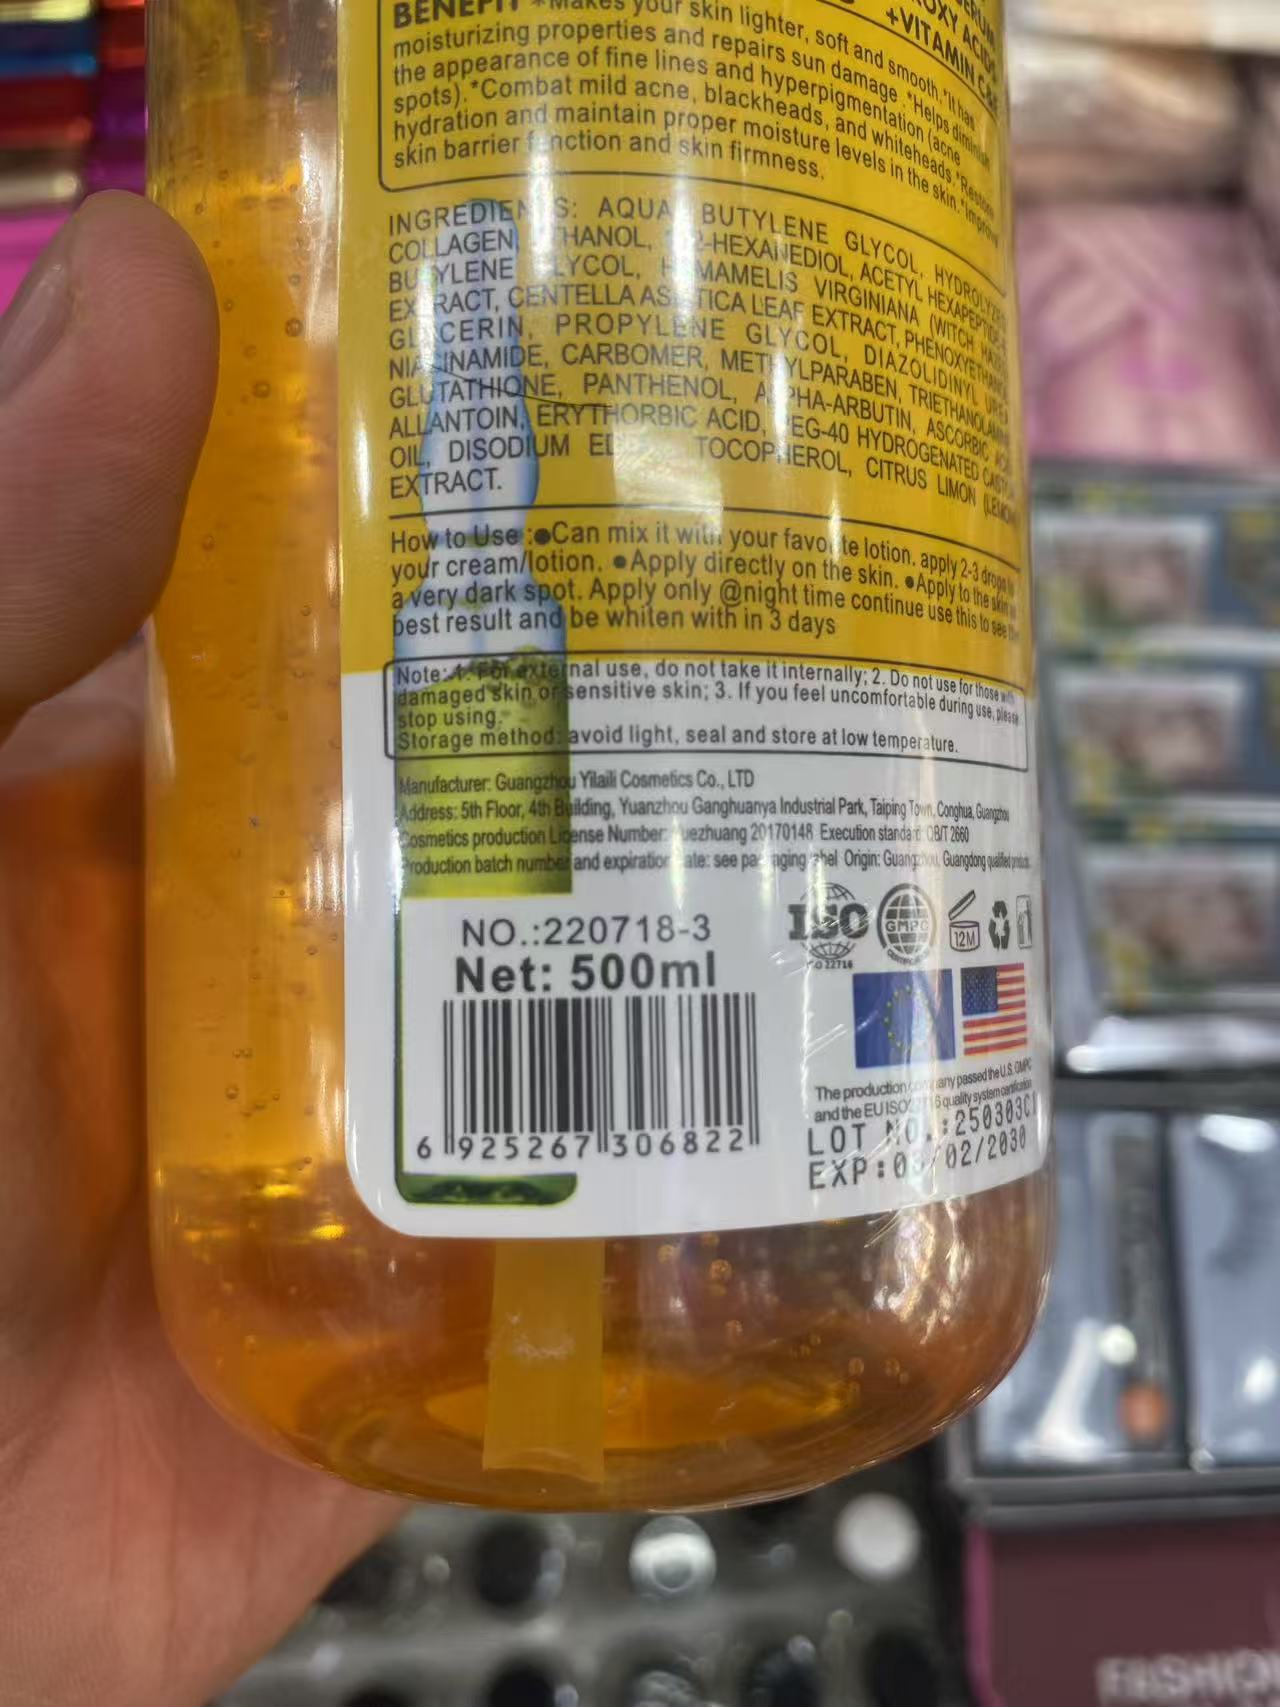 +VITAMIN C&E
BENEFIT *Makes your skin lighter, soft and smooth.*It has
moisturizing properties and repairs sun damage .*Helps diminish
the appearance of fine lines and hyperpigmentation (acne
spots).*Combat mild acne, blackheads, and whiteheads.*Restore
hydration and maintain proper moisture levels in the skin.*Improve
skin barrier function and skin firmness.
INGREDIENTS: AQUA, BUTYLENE GLYCOL, HYDROLYZED
COLLAGEN, ETHANOL, 1,2-HEXANEDIOL, ACETYL HEXAPEPTIDE-8
BUTYLENE GLYCOL, HAMAMELIS VIRGINIANA (WITCH HAZEL)
EXTRACT, CENTELLA ASIATICA LEAF EXTRACT, PHENOXYETHANOL
GLYCERIN, PROPYLENE GLYCOL, DIAZOLIDINYL UREA
NIACINAMIDE, CARBOMER, METHYLPARABEN, TRIETHANOLAMINE
GLUTATHIONE, PANTHENOL, ALPHA-ARBUTIN, ASCORBIC ACID
ALLANTOIN, ERYTHORBIC ACID, PEG-40 HYDROGENATED CASTOR
OIL, DISODIUM EDTA, TOCOPHEROL, CITRUS LIMON (LEMON)
EXTRACT.
How to Use :●Can mix it with your favorite lotion. apply 2-3 drops to
your cream/lotion. ●Apply directly on the skin. ●Apply to the skin
a very dark spot. Apply only @night time continue use this to see the
best result and be whiten with in 3 days
Note: 1. For external use, do not take it internally; 2. Do not use for those with
damaged skin or sensitive skin; 3. If you feel uncomfortable during use, please
stop using.
Storage method: avoid light, seal and store at low temperature.
Manufacturer: Guangzhou Yilaili Cosmetics Co., LTD
Address: 5th Floor, 4th Building, Yuanzhou Ganghuanya Industrial Park, Taiping Town, Conghua, Guangzhou
Cosmetics production License Number: Yuezhuang 20170148 Execution standard: QB/T 2660
Production batch number and expiration date: see packaging label Origin: Guangzhou, Guangdong qualified products
NO.:220718-3
Net: 500ml
ISO
ISO 22716
GMPC
12M
6 925267 306822
The production company passed the U.S. GMPC
and the EU ISO22716 quality system certification
LOT NO.:250303C1
EXP:03/02/2030
FASHION